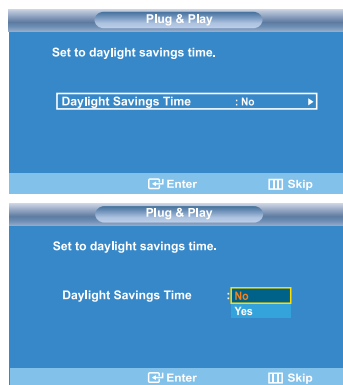 Plug & Play
Set to daylight savings time.
Daylight Savings Time : No
Enter Skip
Plug & Play
Set to daylight savings time.
Daylight Savings Time : No
Yes
Enter Skip